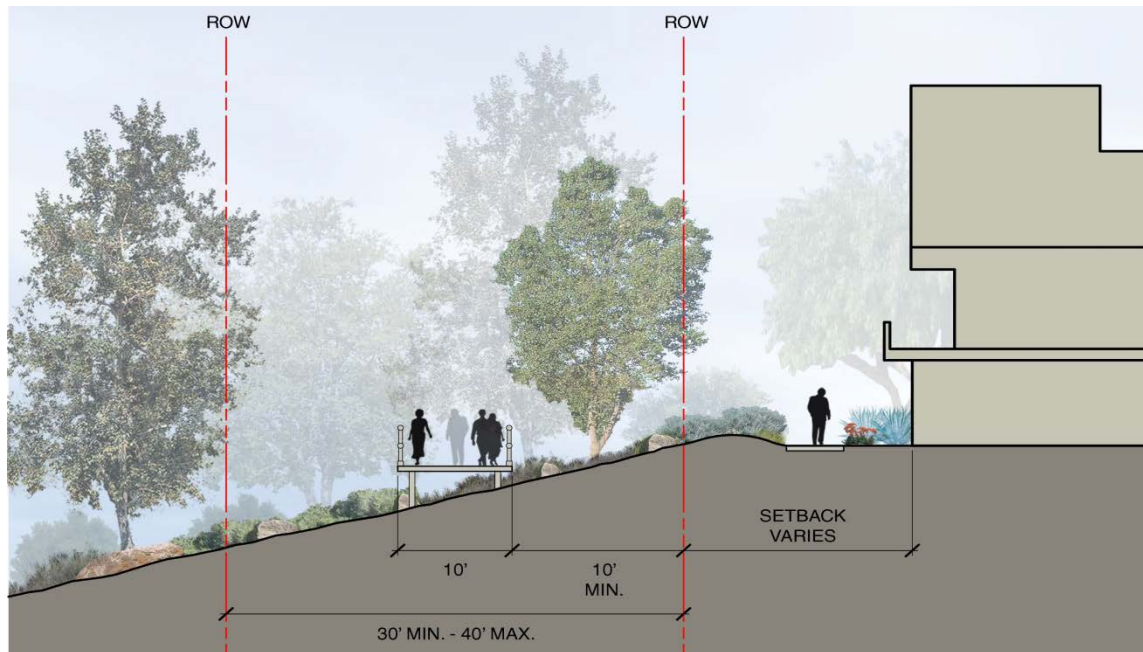 ROW
ROW
SETBACK
VARIES
10'
10'
MIN.
30' MIN. - 40' MAX.